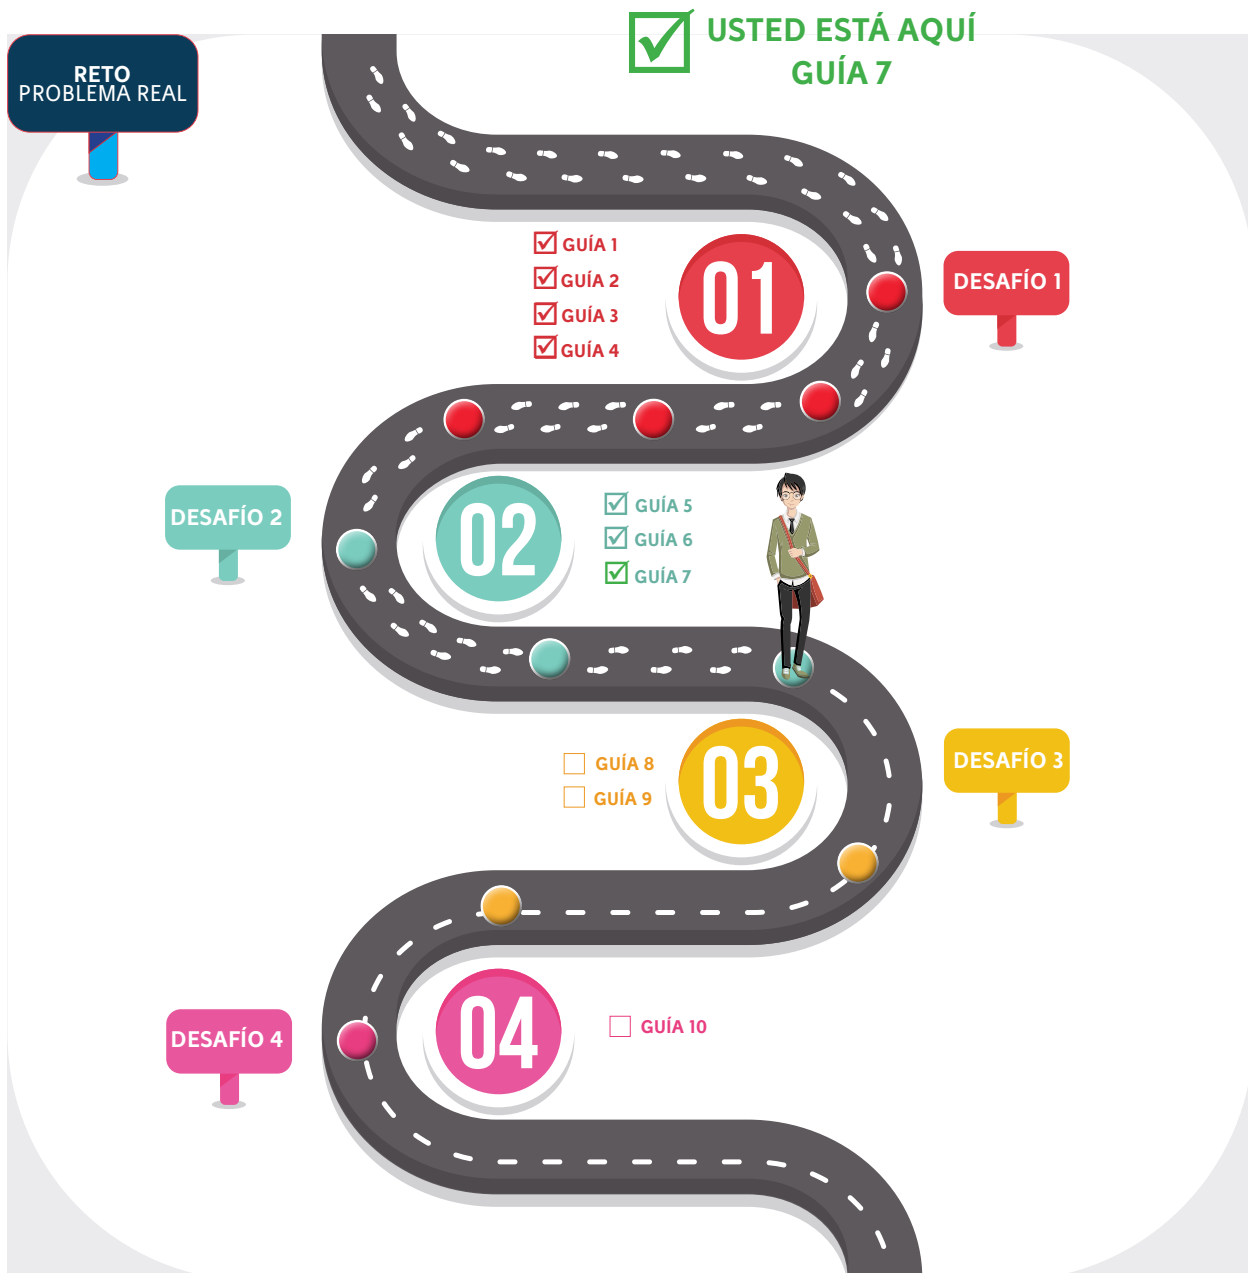 USTED ESTÁ AQUÍ
GUÍA 7
RETO
PROBLEMA REAL
GUÍA 1
GUÍA 2
GUÍA 3
GUÍA 4
01
DESAFÍO 1
DESAFÍO 2
02
GUÍA 5
GUÍA 6
GUÍA 7
GUÍA 8
GUÍA 9
03
DESAFÍO 3
DESAFÍO 4
04
GUÍA 10